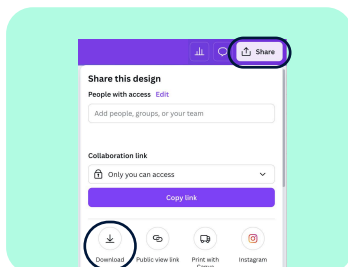 Share
Share this design
People with access Edit
Add people, groups, or your team
Collaboration link
Only you can access
Copy link
Download
Public view link
Print with
Canva
Instagram